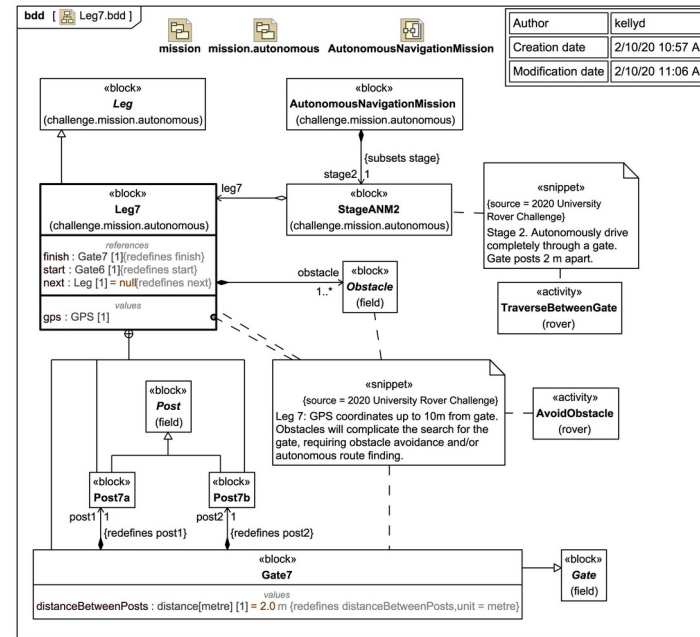 bdd [ Leg7.bdd ]
mission
mission.autonomous
AutonomousNavigationMission
Author
kellyd
Creation date
2/10/20 10:57 A
Modification date
2/10/20 11:06 A
«block»
Leg
(challenge.mission.autonomous)
«block»
AutonomousNavigationMission
(challenge.mission.autonomous)
{subsets stage}
stage2
1
«block»
Leg7
(challenge.mission.autonomous)
references
finish : Gate7 [1]{redefines finish}
start : Gate6 [1]{redefines start}
next : Leg [1] = null{redefines next}
values
gps : GPS [1]
leg7
«block»
StageANM2
(challenge.mission.autonomous)
«snippet»
{source = 2020 University
Rover Challenge}
Stage 2. Autonomously drive
completely through a gate.
Gate posts 2 m apart.
obstacle
1..*
«block»
Obstacle
(field)
«activity»
TraverseBetweenGate
(rover)
«block»
Post
(field)
«snippet»
{source = 2020 University Rover Challenge}
Leg 7: GPS coordinates up to 10m from gate.
Obstacles will complicate the search for the
gate, requiring obstacle avoidance and/or
autonomous route finding.
«activity»
AvoidObstacle
(rover)
«block»
Post7a
«block»
Post7b
post1
1
{redefines post1}
post2
1
{redefines post2}
«block»
Gate7
values
distanceBetweenPosts : distance[metre] [1] = 2.0 m {redefines distanceBetweenPosts,unit = metre}
«block»
Gate
(field)